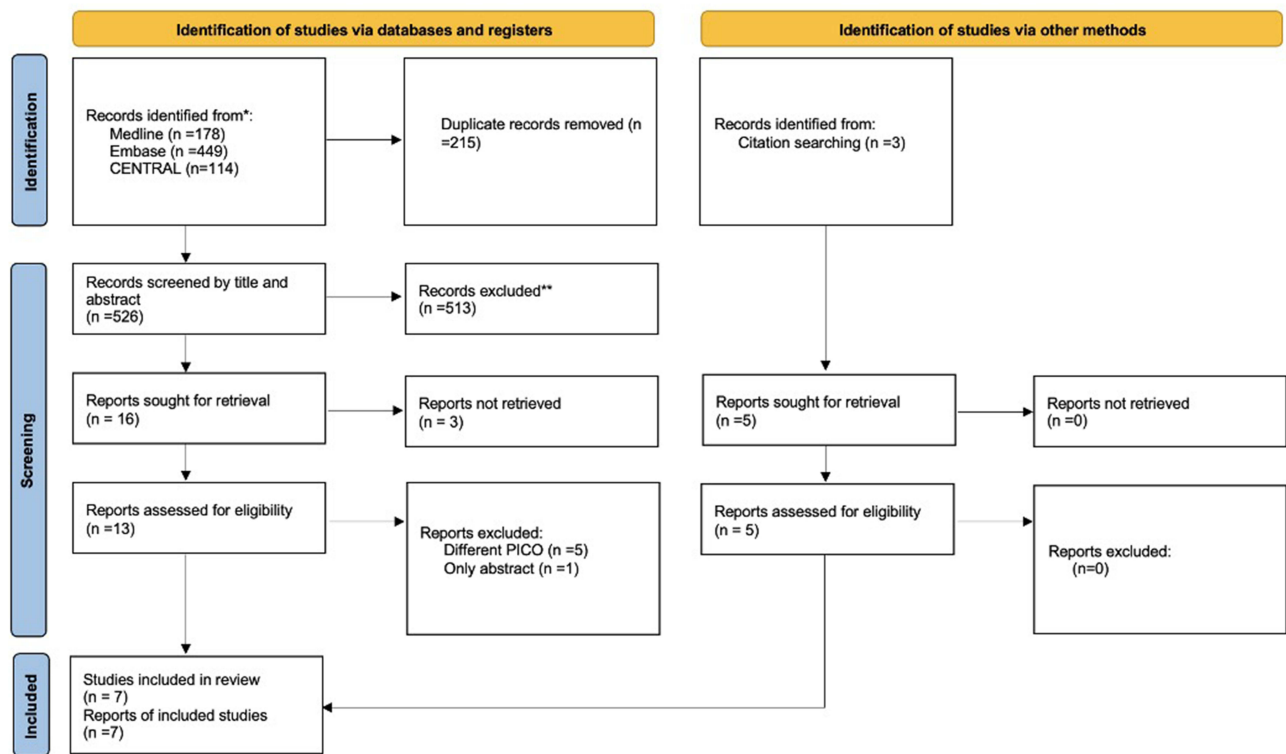 Identification of studies via databases and registers
Identification of studies via other methods
Identification
Records identified from*:
Medline (n =178)
Embase (n =449)
CENTRAL (n=114)
Duplicate records removed (n
=215)
Records identified from:
Citation searching (n =3)
Screening
Records screened by title and
abstract
(n =526)
Records excluded**
(n =513)
Reports sought for retrieval
(n = 16)
Reports not retrieved
(n = 3)
Reports sought for retrieval
(n =5)
Reports not retrieved
(n =0)
Reports assessed for eligibility
(n =13)
Reports excluded:
Different PICO (n =5)
Only abstract (n =1)
Reports assessed for eligibility
(n = 5)
Reports excluded:
(n=0)
Included
Studies included in review
(n = 7)
Reports of included studies
(n =7)